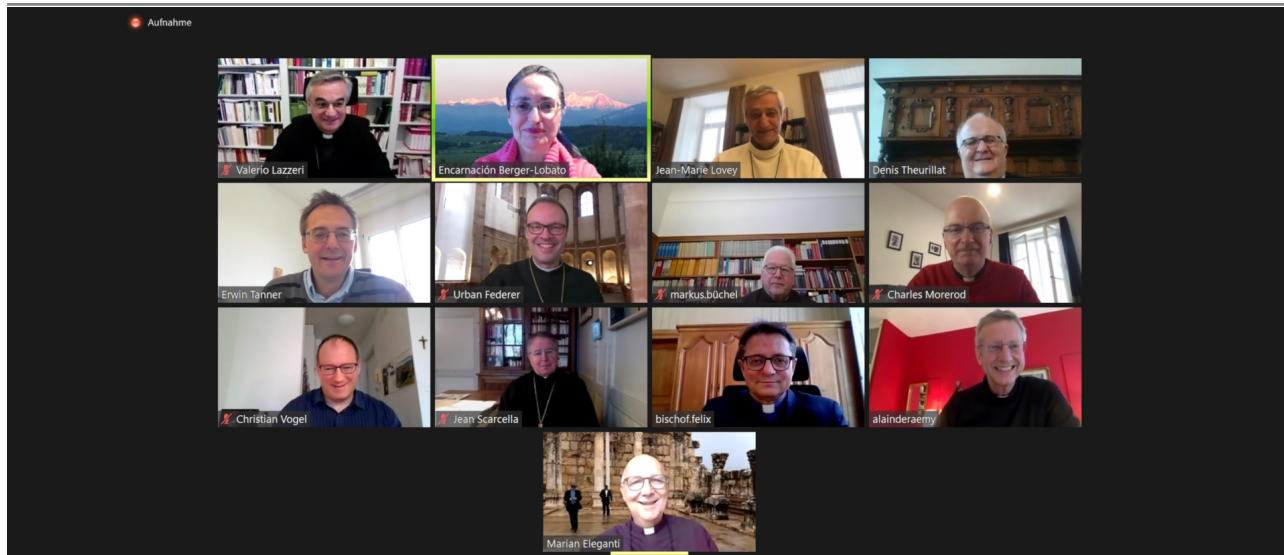 Aufnahme
Valerio Lazzeri
Encarnación Berger-Lobato
Jean-Marie Lovey
Denis Theurillat
Erwin Tanner
Urban Federer
markus.büchel
Charles Morerod
Christian Vogel
Jean Scarcella
bischof.felix
alainderaemy
Marian Eleganti